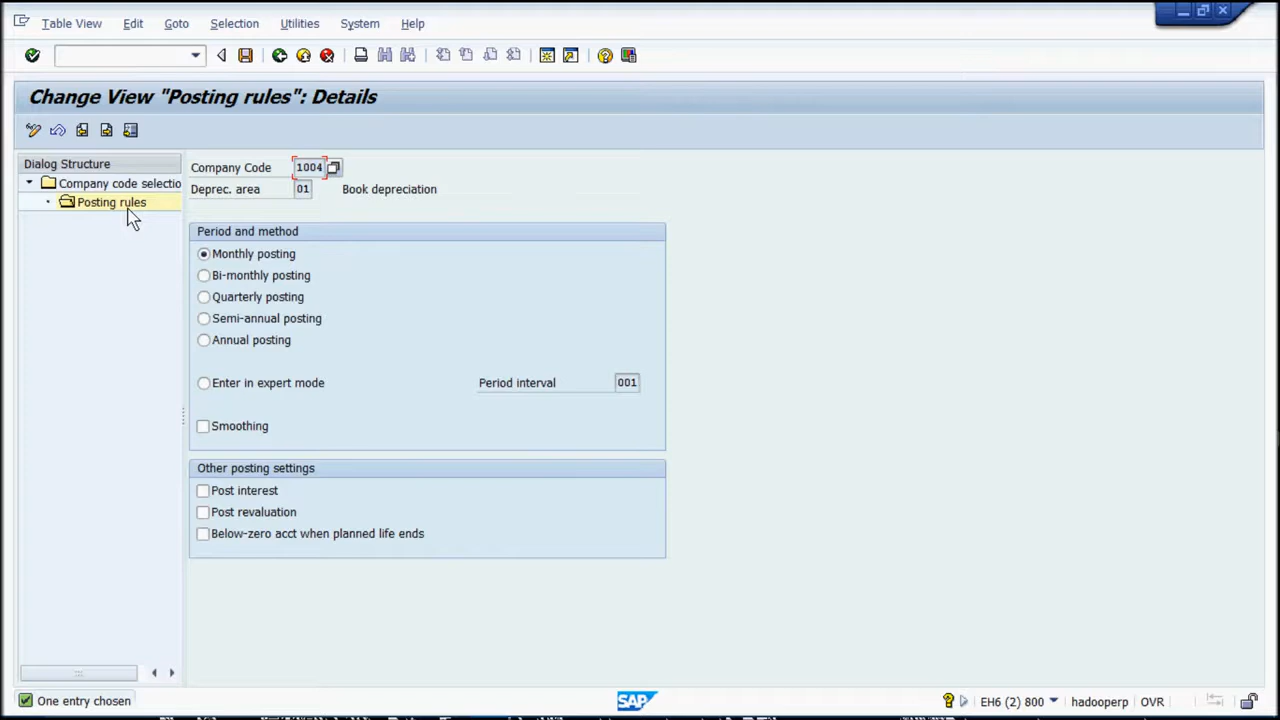 Table View Edit Goto Selection Utilities System Help
Change View "Posting rules": Details
Dialog Structure
Company code selectio
Posting rules
Company Code 1004
Deprec. area 01 Book depreciation
Period and method
Monthly posting
Bi-monthly posting
Quarterly posting
Semi-annual posting
Annual posting
Enter in expert mode Period interval 001
Smoothing
Other posting settings
Post interest
Post revaluation
Below-zero acct when planned life ends
One entry chosen SAP EH6 (2) 800 hadooperp OVR